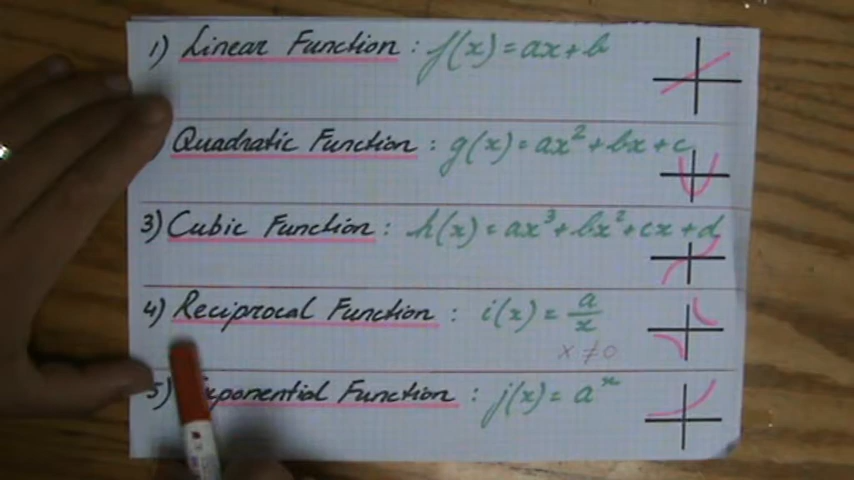 1) Linear Function : f(x) = ax + b
Quadratic Function : g(x) = ax² + bx + c
3) Cubic Function : h(x) = ax³ + bx² + cx + d
4) Reciprocal Function : i(x) = a/x
x ≠ 0
5) Exponential Function : j(x) = aˣ